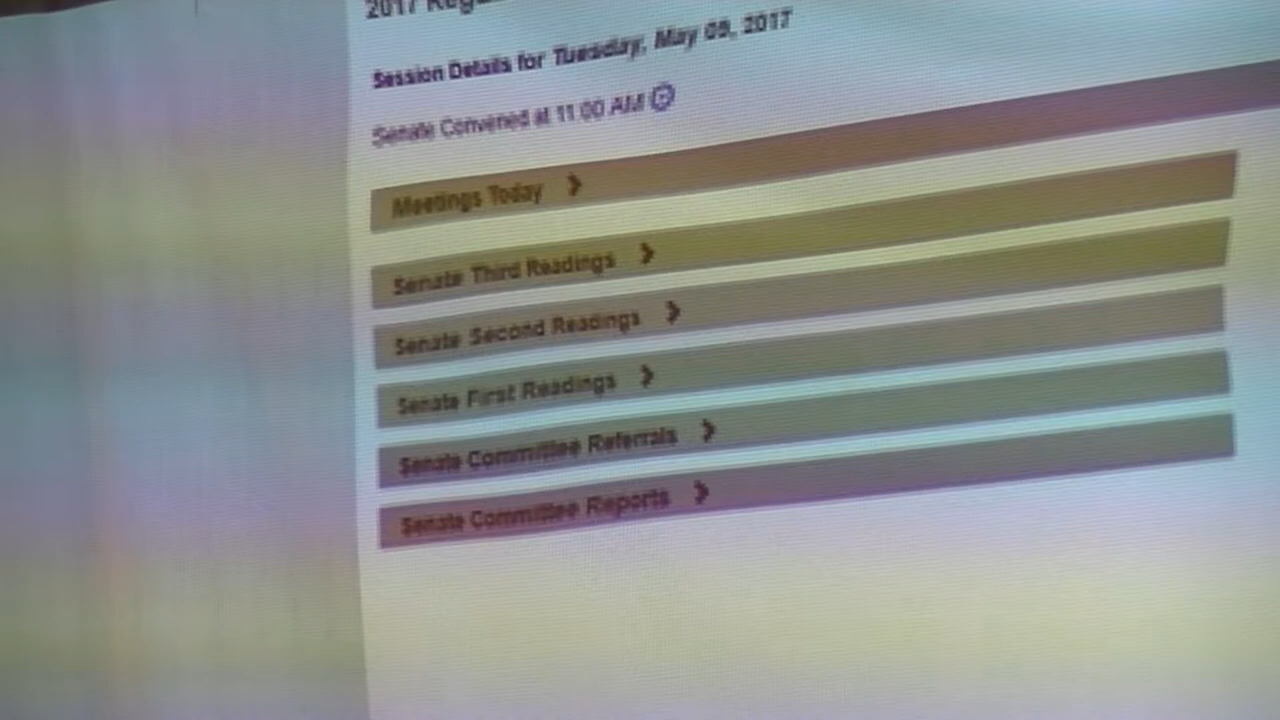 2017
Session Details for Tuesday, May 09, 2017
Senate Convened at 11:00 AM
Meetings Today
Senate Third Readings
Senate Second Readings
Senate First Readings
Senate Committee Referrals
Senate Committee Reports